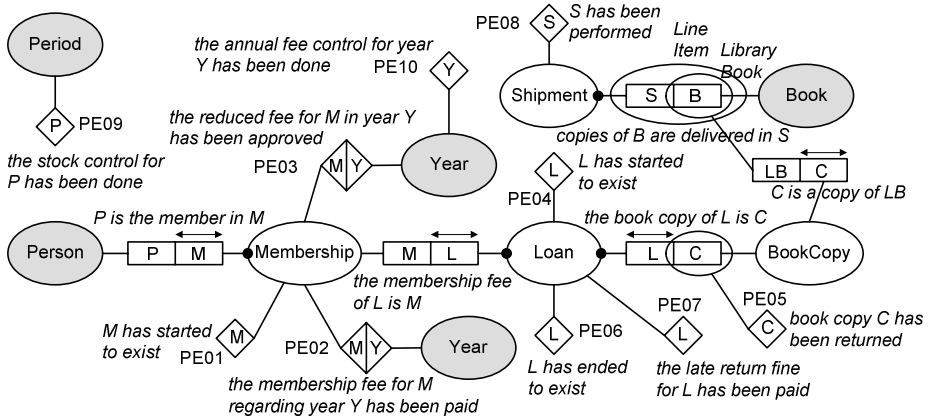 Period
P
PE09
the stock control for
P has been done
the annual fee control for year
Y has been done
PE10
Y
the reduced fee for M in year Y
has been approved
PE03
M Y
Year
PE08
S
S has been
performed
Line
Item
Library
Book
Shipment
S B
Book
copies of B are delivered in S
L
L has started
to exist
PE04
LB C
C is a copy of LB
P is the member in M
the book copy of L is C
Person
P M
Membership
M L
Loan
L C
BookCopy
the membership fee
of L is M
M has started
to exist
PE01
M
PE02
M Y
Year
the membership fee for M
regarding year Y has been paid
L
PE06
L has ended
to exist
PE07
L
the late return fine
for L has been paid
PE05
C
book copy C has
been returned